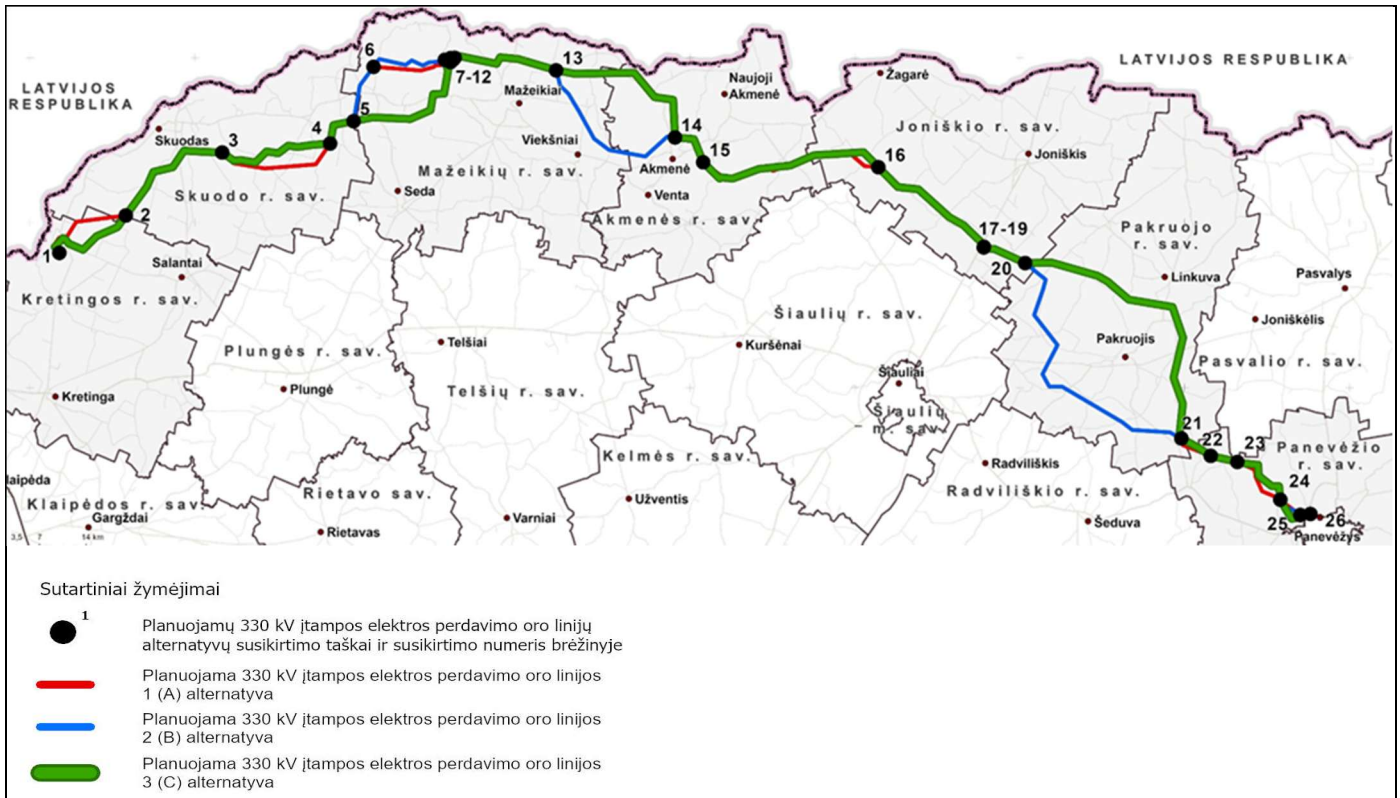 LATVIJOS
RESPUBLIKA
LATVIJOS RESPUBLIKA
6
7-12
13
Mažeikiai
Naujoji
Akmenė
Žagarė
5
4
3
Skuodas
Viekšniai
14
Akmenė
15
Joniškio r. sav.
Joniškis
16
Skuodo r. sav.
Seda
Mažeikių r. sav.
Venta
Akmenės r. sav.
2
1
Salantai
Kretingos r. sav.
17-19
20
Pakruojo
r. sav.
Linkuva
Pasvalys
Plungės r. sav.
Telšiai
Šiaulių r. sav.
Kuršėnai
Pakruojis
Joniškėlis
Pasvalio r. sav.
Kretinga
Plungė
Telšių r. sav.
Šiauliai
Šiaulių
m. sav.
21
22
23
Panevėžio
r. sav.
Kelmės r. sav.
Radviliškis
Radviliškio r. sav.
24
laipėda
Klaipėdos r. sav.
Gargždai
Rietavo sav.
Rietavas
Varniai
Užventis
Šeduva
25
26
Panevėžys
3,5 7 14 km
Sutartiniai žymėjimai
1
Planuojamų 330 kV įtampos elektros perdavimo oro linijų
alternatyvų susikirtimo taškai ir susikirtimo numeris brėžinyje
Planuojama 330 kV įtampos elektros perdavimo oro linijos
1 (A) alternatyva
Planuojama 330 kV įtampos elektros perdavimo oro linijos
2 (B) alternatyva
Planuojama 330 kV įtampos elektros perdavimo oro linijos
3 (C) alternatyva